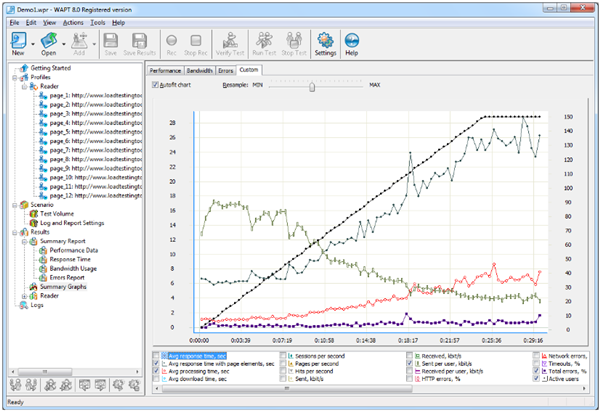 Demo1.wpr - WAPT 8.0 Registered version
File Edit View Actions Tools Help
New Open Add Save Save Results Rec Stop Rec Verify Test Run Test Stop Test Settings Help
Getting Started
Profiles
Reader
page_1: http://www.loadtestingtoo
page_2: http://www.loadtestingto
page_3: http://www.loadtestingto
page_4: http://www.loadtestingto
page_5: http://www.loadtestingto
page_6: http://www.loadtestingto
page_7: http://www.loadtestingto
page_8: http://www.loadtestingto
page_9: http://www.loadtestingto
page_10: http://www.loadtestin
page_11: http://www.loadtestin
page_12: http://www.loadtestin
Scenario
Test Volume
Log and Report Settings
Results
Summary Report
Performance Data
Response Time
Bandwidth Usage
Errors Report
Summary Graphs
Reader
Logs
Performance Bandwidth Errors Custom
Autofit chart Resample: MIN MAX
28
26
24
22
20
18
16
14
12
10
8
6
4
2
0
150
140
130
120
110
100
90
80
70
60
50
40
30
20
10
0
0:00:00 0:03:39 0:07:19 0:10:58 0:14:38 0:18:17 0:21:57 0:25:36 0:29:16
Avg response time, sec Sessions per second Received, kbit/s Network errors,
Avg response time with page elements, sec Pages per second Sent per user, kbit/s Timeouts, %
Avg processing time, sec Hits per second Received per user, kbit/s Total errors, %
Avg download time, sec Sent, kbit/s HTTP errors, % Active users
Ready